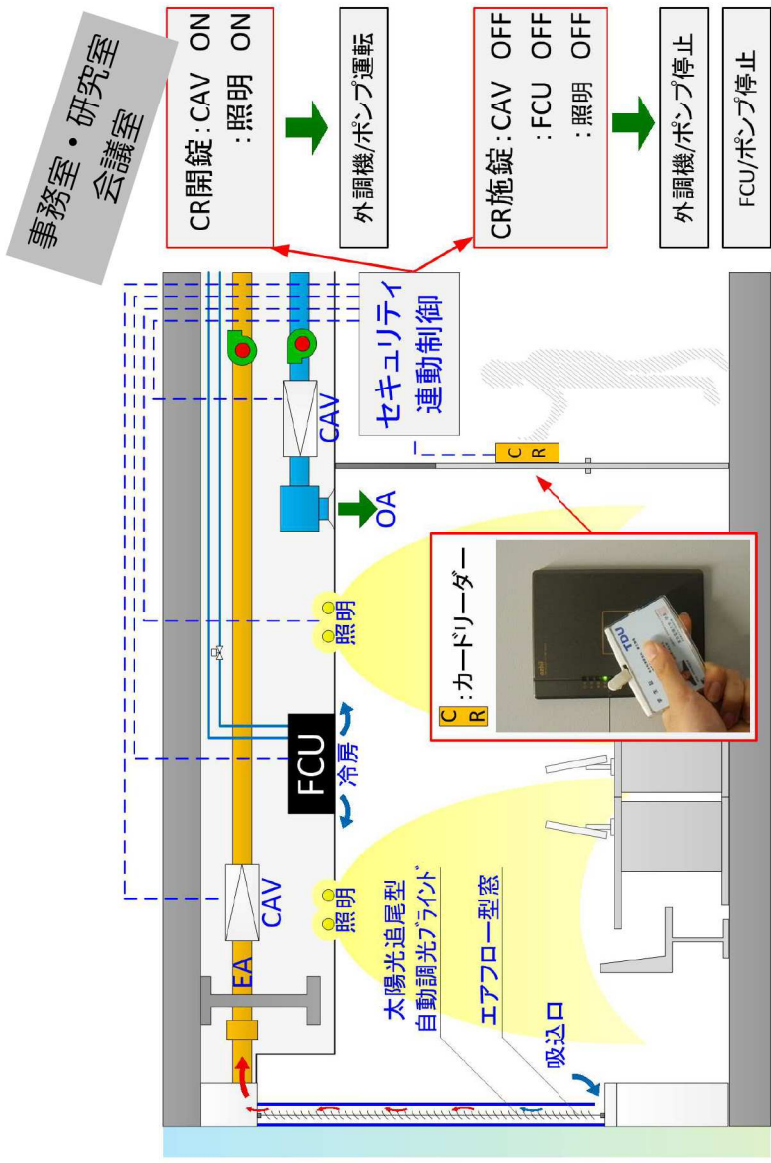 事務室・研究室
会議室
CR開錠：CAV ON
：照明 ON
外調機/ポンプ運転
CR施錠：CAV OFF
：FCU OFF
：照明 OFF
外調機/ポンプ停止
FCU/ポンプ停止
EA
CAV
FCU
冷房
照明
照明
CAV
OA
セキュリティ
連動制御
C
R
太陽光追尾型
自動調光ブラインド
エアフロー型窓
吸込口
C
R
：カードリーダー
TDU